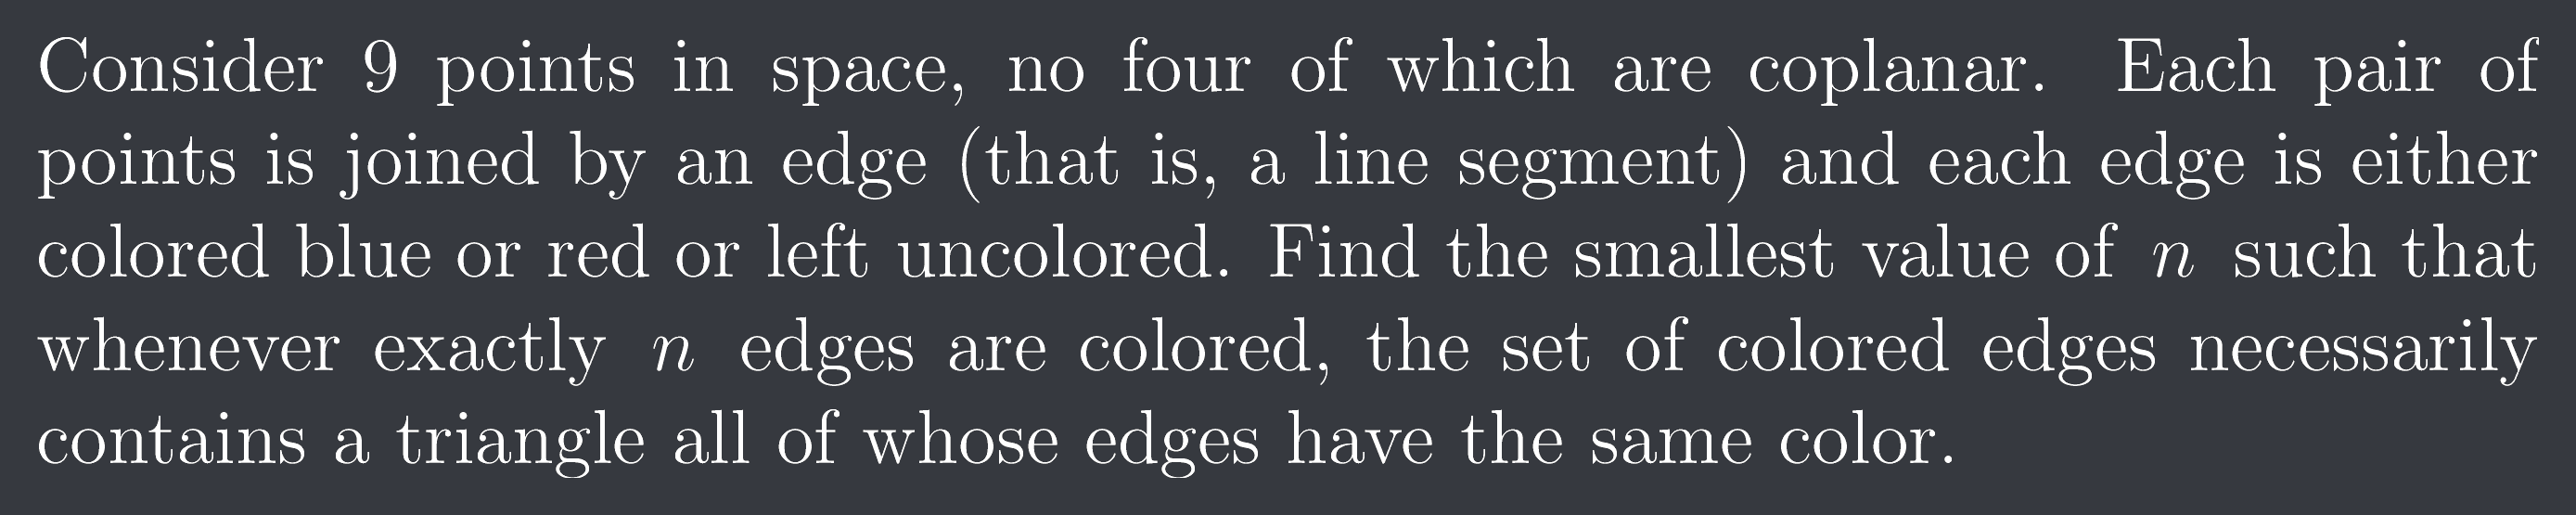 Consider 9 points in space, no four of which are coplanar. Each pair of
points is joined by an edge (that is, a line segment) and each edge is either
colored blue or red or left uncolored. Find the smallest value of n such that
whenever exactly n edges are colored, the set of colored edges necessarily
contains a triangle all of whose edges have the same color.